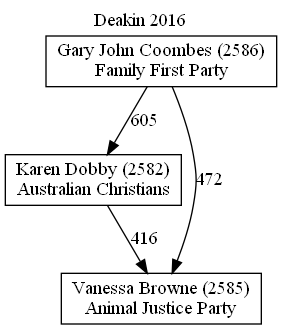 Deakin 2016
Gary John Coombes (2586)
Family First Party
605
Karen Dobby (2582)
Australian Christians
472
416
Vanessa Browne (2585)
Animal Justice Party